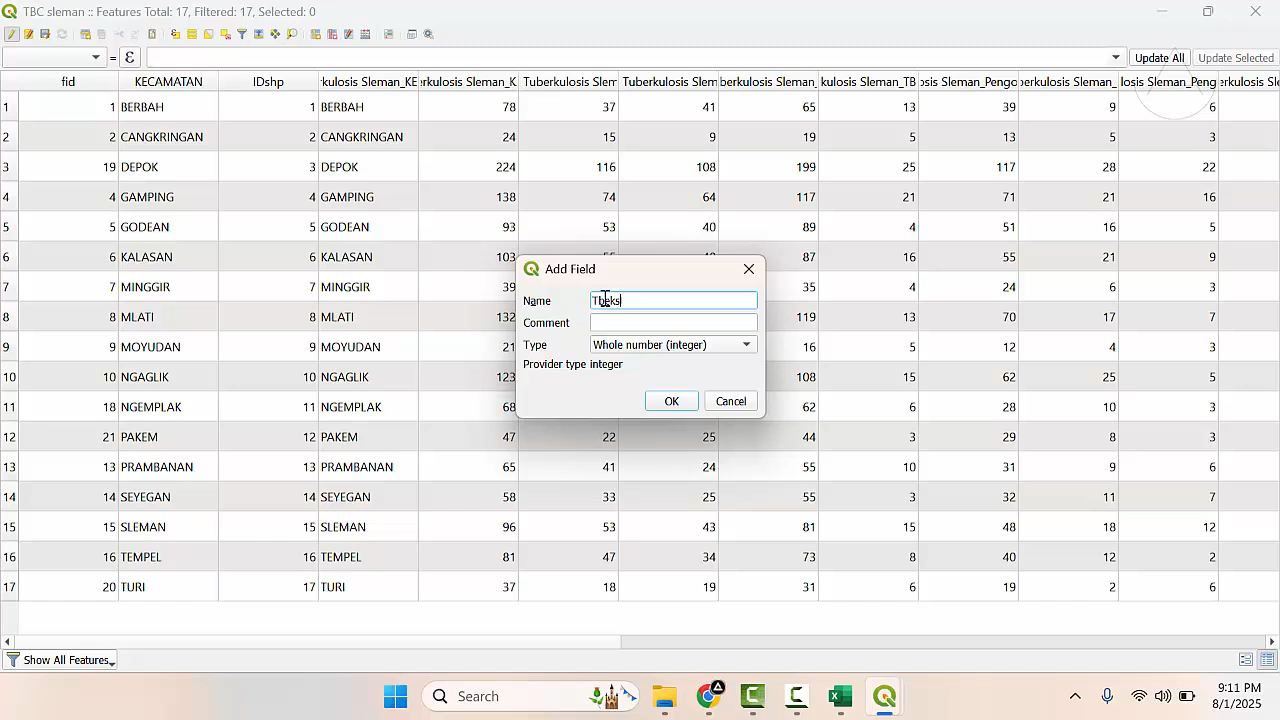 TBC sleman :: Features Total: 17, Filtered: 17, Selected: 0
= ε Update All Update Selected
fid KECAMATAN IDshp rkulosis Sleman_KE erkulosis Sleman_K Tuberkulosis Slem Tuberkulosis Slem berkulosis Sleman_ kulosis Sleman_TB osis Sleman_Pengo berkulosis Sleman_ losis Sleman_Peng erkulosis Sle
1 1 BERBAH 1 BERBAH 78 37 41 65 13 39 9 6
2 2 CANGKRINGAN 2 CANGKRINGAN 24 15 9 19 5 13 5 3
3 19 DEPOK 3 DEPOK 224 116 108 199 25 117 28 22
4 4 GAMPING 4 GAMPING 138 74 64 117 21 71 21 16
5 5 GODEAN 5 GODEAN 93 53 40 89 4 51 16 5
6 6 KALASAN 6 KALASAN 103 87 16 55 21 9
7 7 MINGGIR 7 MINGGIR 39 35 4 24 6 3
8 8 MLATI 8 MLATI 132 119 13 70 17 7
9 9 MOYUDAN 9 MOYUDAN 21 16 5 12 4 3
10 10 NGAGLIK 10 NGAGLIK 123 108 15 62 25 5
11 18 NGEMPLAK 11 NGEMPLAK 68 62 6 28 10 3
12 21 PAKEM 12 PAKEM 47 22 25 44 3 29 8 3
13 13 PRAMBANAN 13 PRAMBANAN 65 41 24 55 10 31 9 6
14 14 SEYEGAN 14 SEYEGAN 58 33 25 55 3 32 11 7
15 15 SLEMAN 15 SLEMAN 96 53 43 81 15 48 18 12
16 16 TEMPEL 16 TEMPEL 81 47 34 73 8 40 12 2
17 20 TURI 17 TURI 37 18 19 31 6 19 2 6
Add Field
Name
Comment
Type Whole number (integer)
Provider type integer
OK Cancel
Show All Features
Search
9:11 PM
8/1/2025